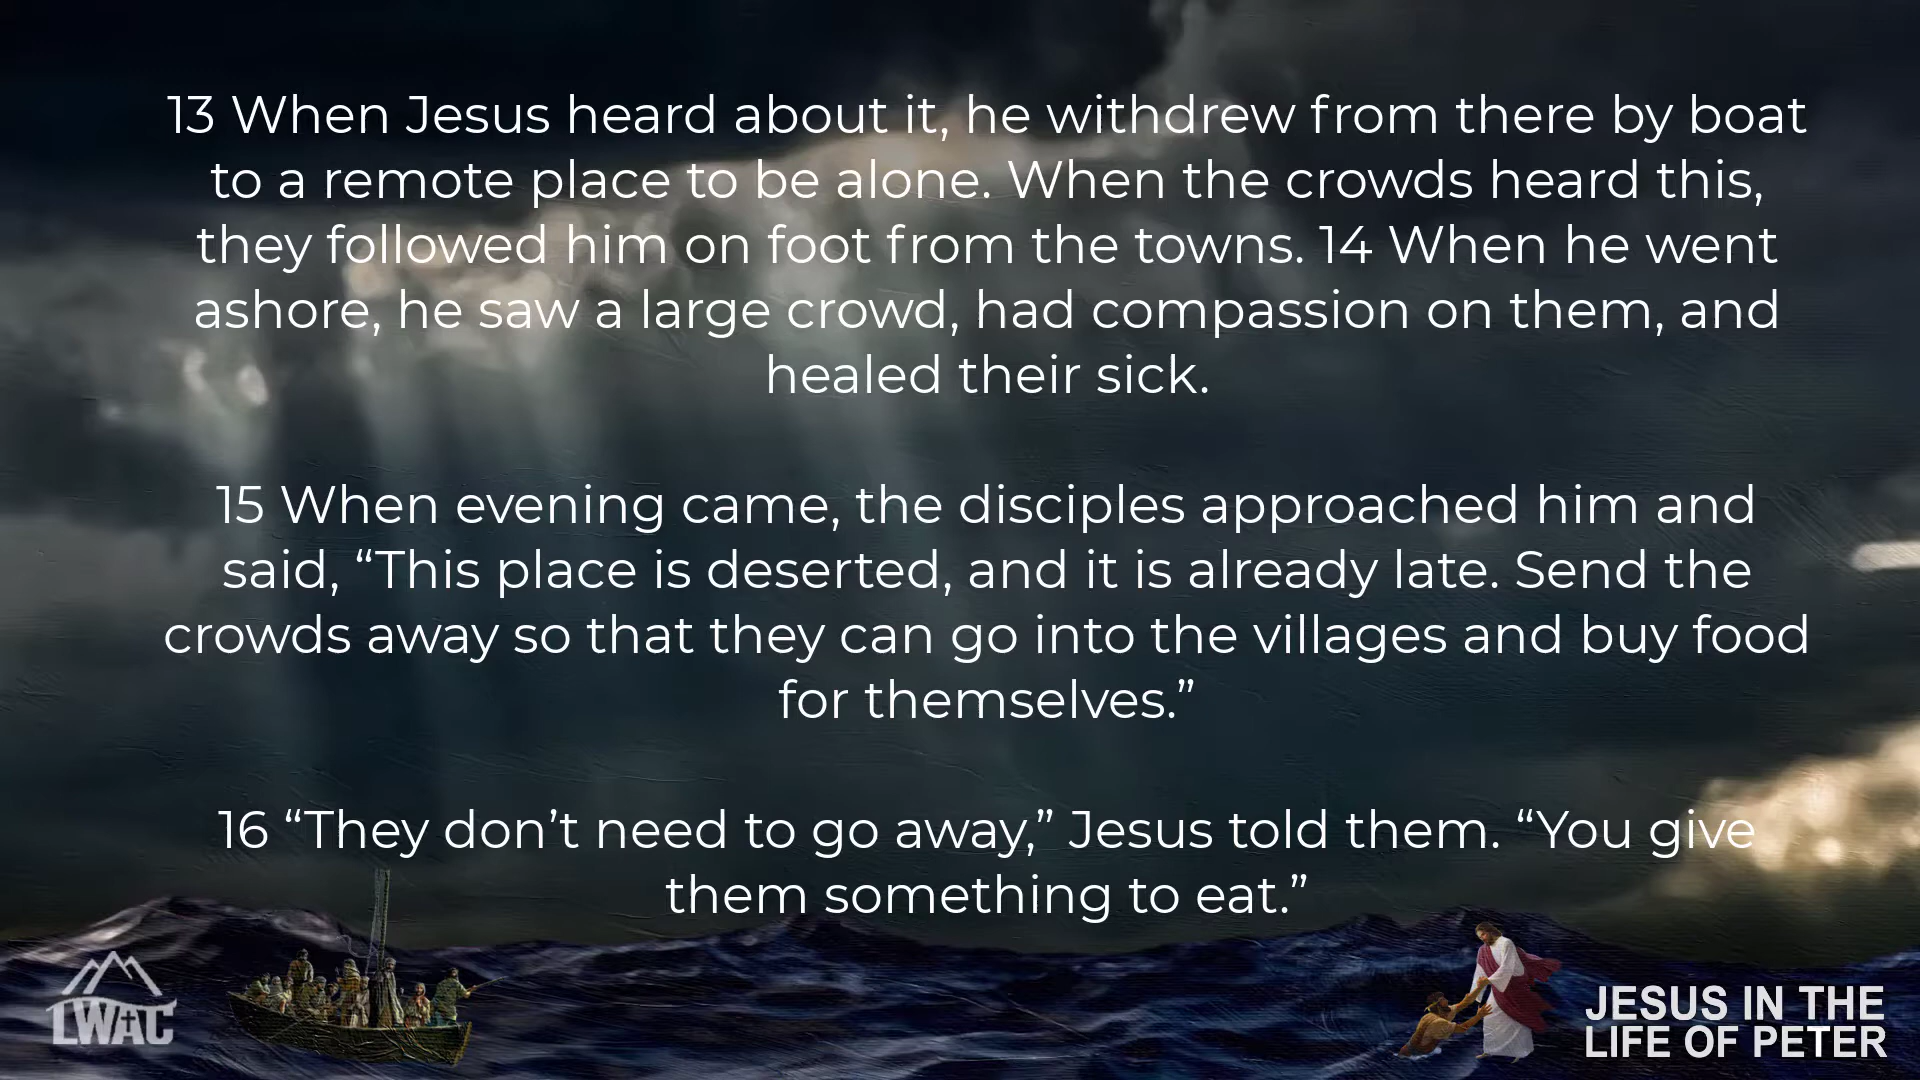 13 When Jesus heard about it, he withdrew from there by boat
to a remote place to be alone. When the crowds heard this,
they followed him on foot from the towns. 14 When he went
ashore, he saw a large crowd, had compassion on them, and
healed their sick.
15 When evening came, the disciples approached him and
said, “This place is deserted, and it is already late. Send the
crowds away so that they can go into the villages and buy food
for themselves.”
16 “They don’t need to go away,” Jesus told them. “You give
them something to eat.”
LWAC
JESUS IN THE
LIFE OF PETER